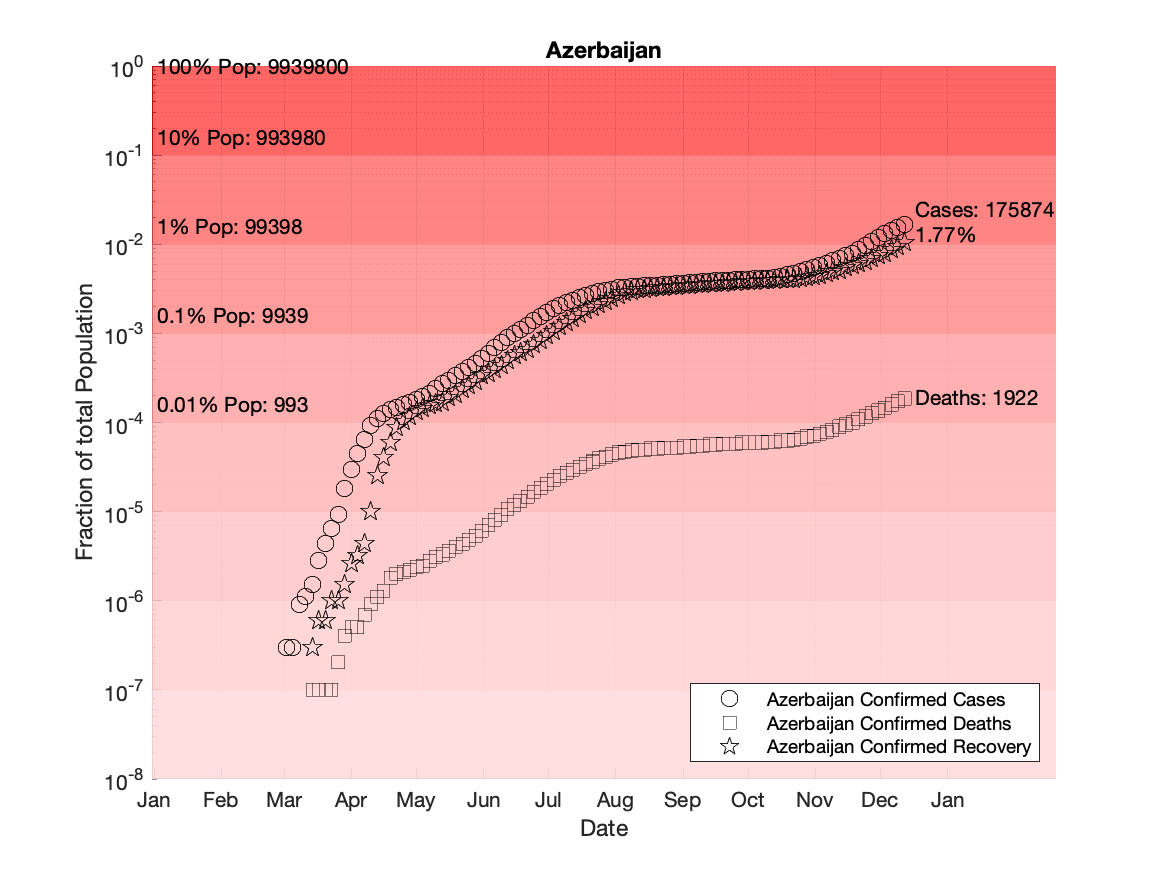 Azerbaijan
10^0
100% Pop: 9939800
10% Pop: 993980
10^-1
1% Pop: 99398
10^-2
Cases: 175874
1.77%
0.1% Pop: 9939
10^-3
0.01% Pop: 993
10^-4
Deaths: 1922
10^-5
10^-6
10^-7
10^-8
Fraction of total Population
Azerbaijan Confirmed Cases
Azerbaijan Confirmed Deaths
Azerbaijan Confirmed Recovery
Jan Feb Mar Apr May Jun Jul Aug Sep Oct Nov Dec Jan
Date